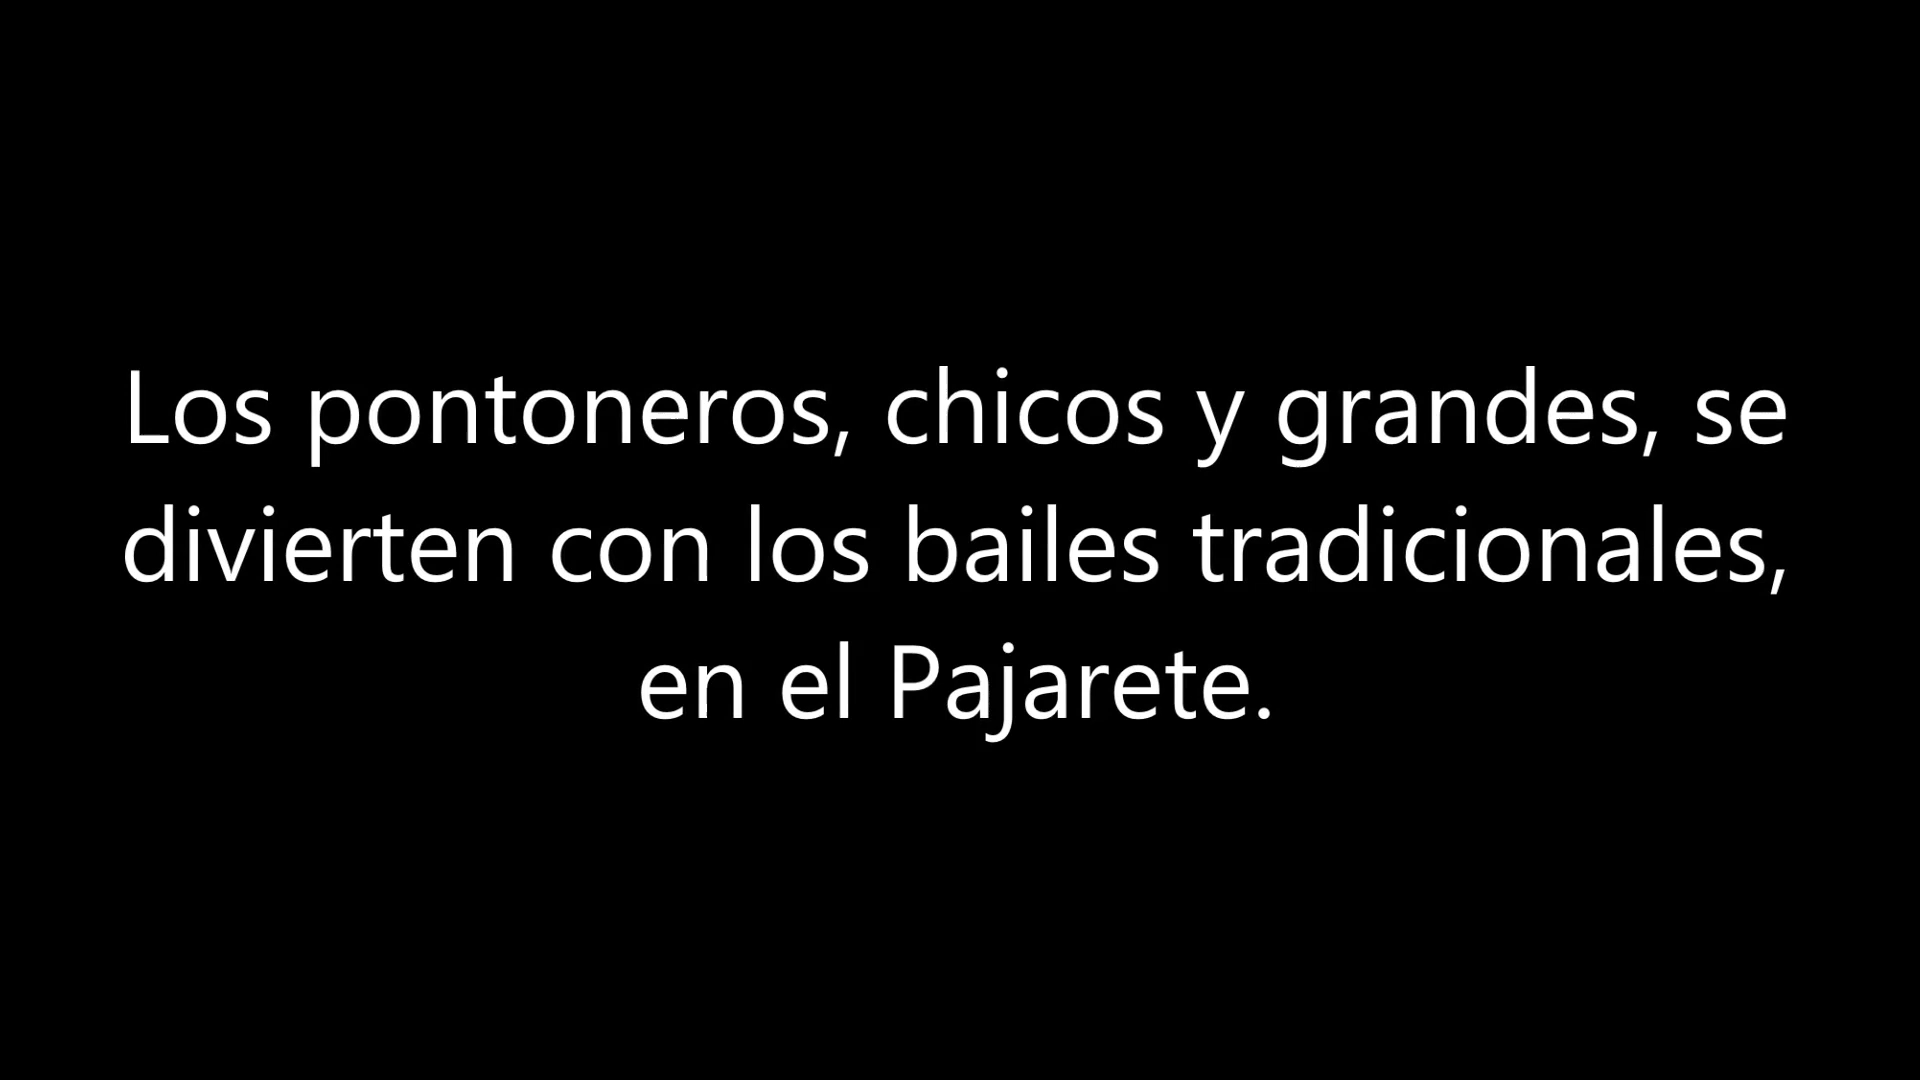 Los pontoneros, chicos y grandes, se
divierten con los bailes tradicionales,
en el Pajarete.